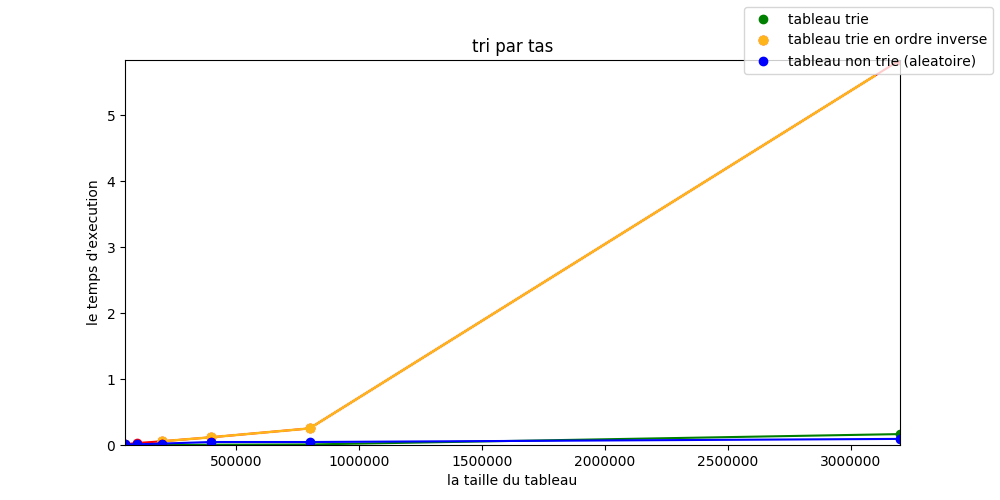 tri par tas
tableau trie
tableau trie en ordre inverse
tableau non trie (aleatoire)
le temps d'execution
5
4
3
2
1
0
500000 1000000 1500000 2000000 2500000 3000000
la taille du tableau